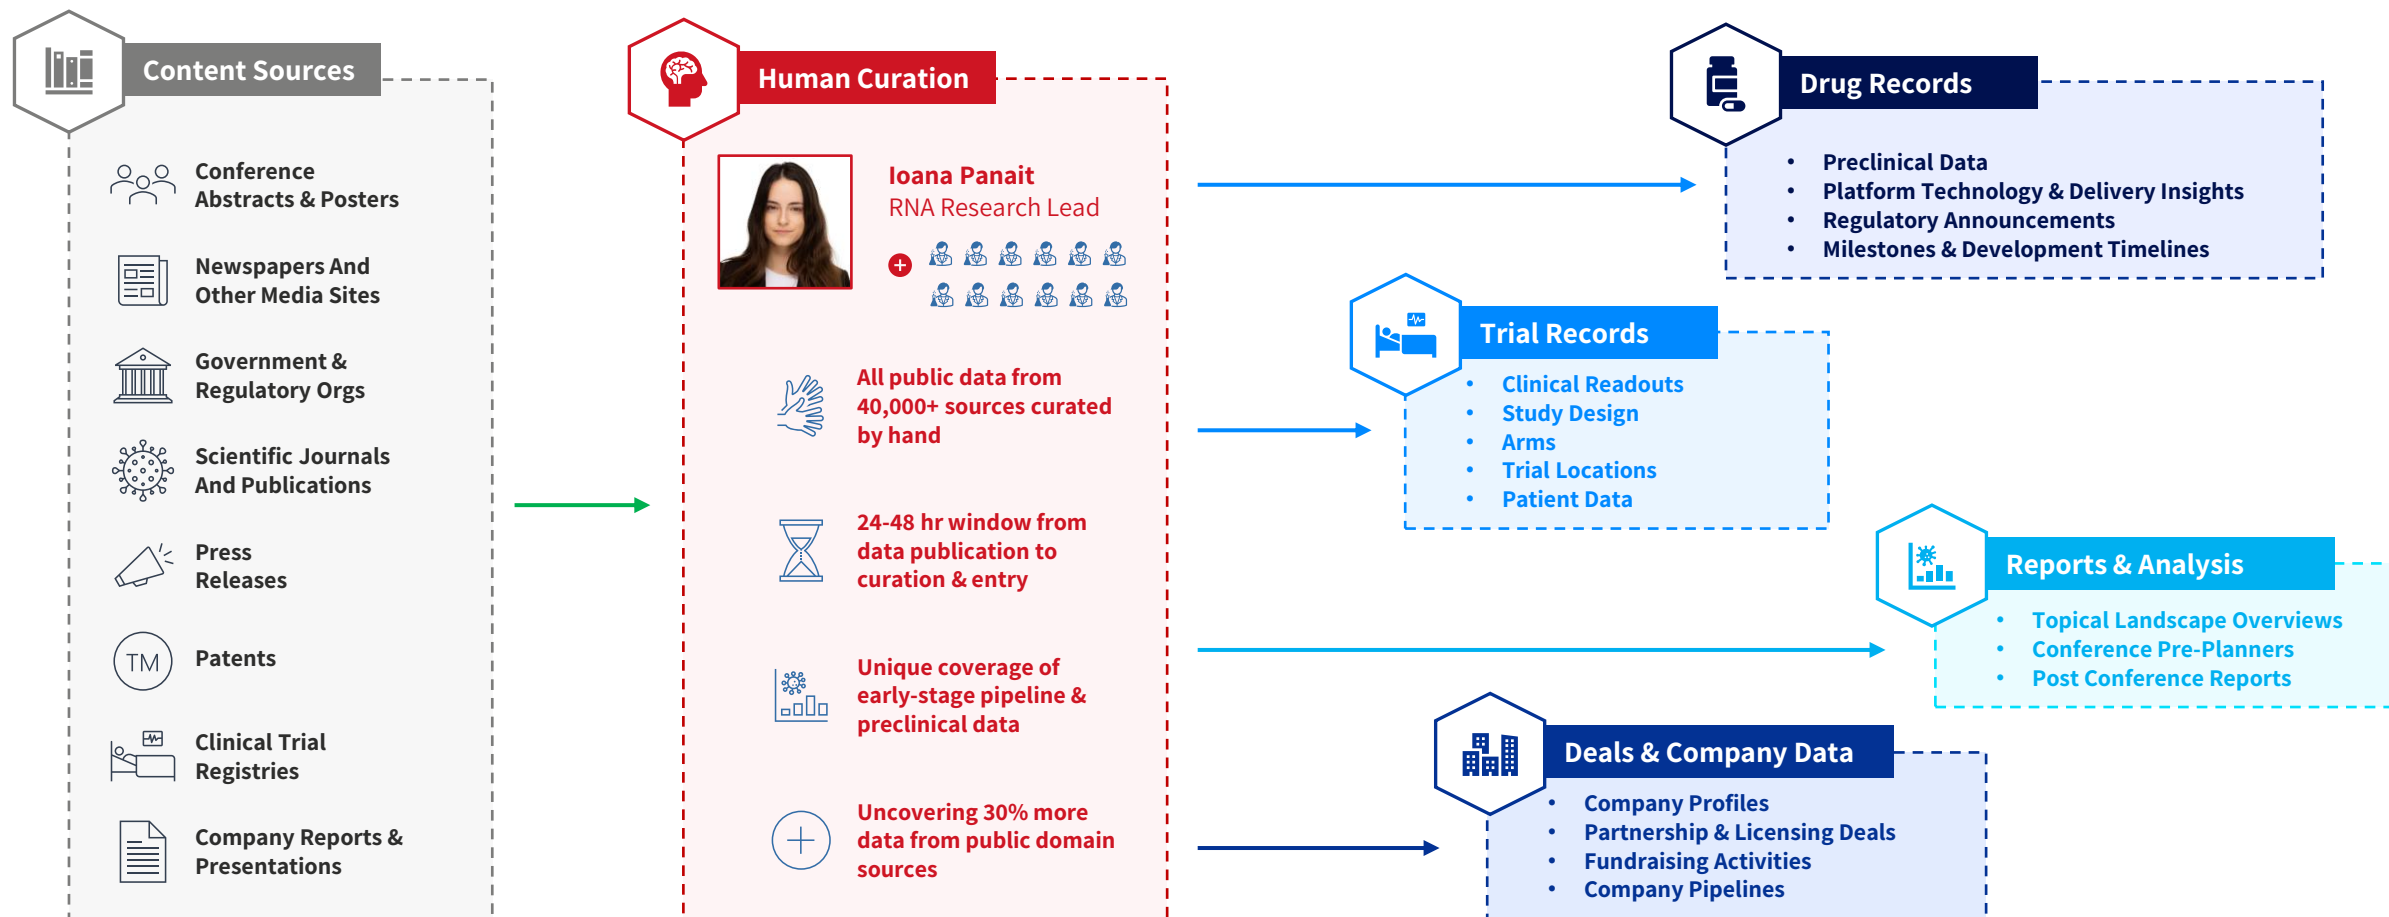 Content Sources
Conference
Abstracts & Posters
Newspapers And
Other Media Sites
Government &
Regulatory Orgs
Scientific Journals
And Publications
Press
Releases
TM
Patents
Clinical Trial
Registries
Company Reports &
Presentations
Human Curation
Ioana Panait
RNA Research Lead
All public data from
40,000+ sources curated
by hand
24-48 hr window from
data publication to
curation & entry
Unique coverage of
early-stage pipeline &
preclinical data
Uncovering 30% more
data from public domain
sources
Drug Records
• Preclinical Data
• Platform Technology & Delivery Insights
• Regulatory Announcements
• Milestones & Development Timelines
Trial Records
• Clinical Readouts
• Study Design
• Arms
• Trial Locations
• Patient Data
Reports & Analysis
• Topical Landscape Overviews
• Conference Pre-Planners
• Post Conference Reports
Deals & Company Data
• Company Profiles
• Partnership & Licensing Deals
• Fundraising Activities
• Company Pipelines